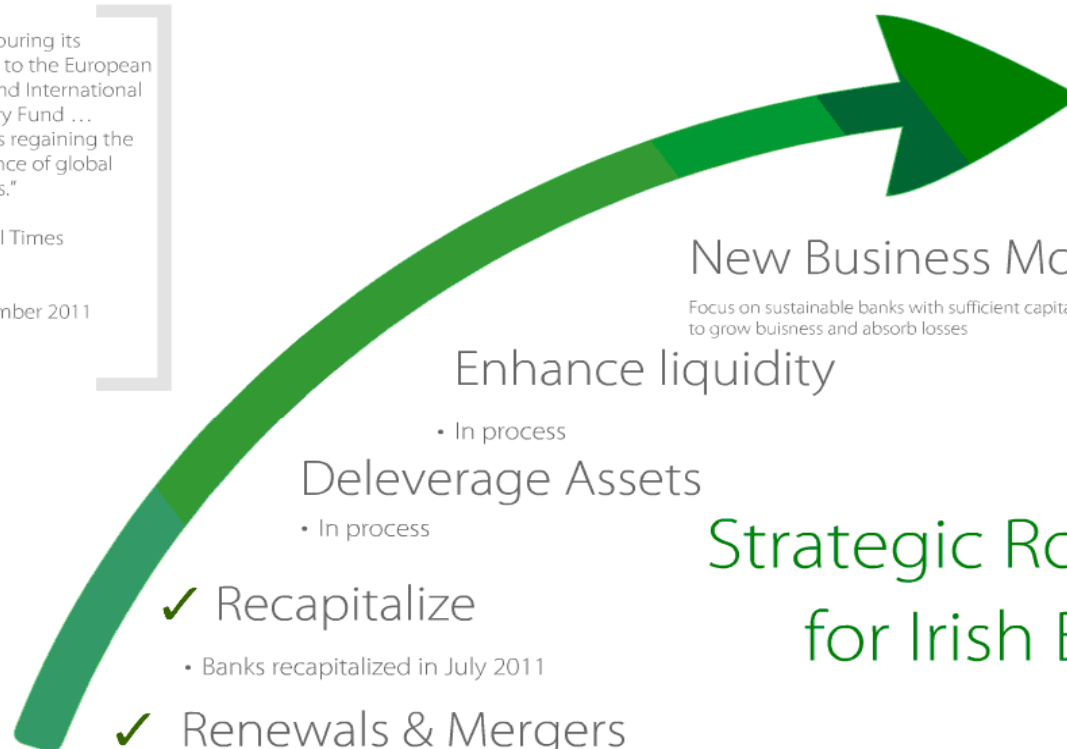 ouring its
to the European
nd International
y Fund …
s regaining the
nce of global
s."
l Times
mber 2011
New Business Mo
Focus on sustainable banks with sufficient capita
to grow buisness and absorb losses
Enhance liquidity
• In process
Deleverage Assets
• In process
✓ Recapitalize
• Banks recapitalized in July 2011
✓ Renewals & Mergers
Strategic Ro
for Irish B